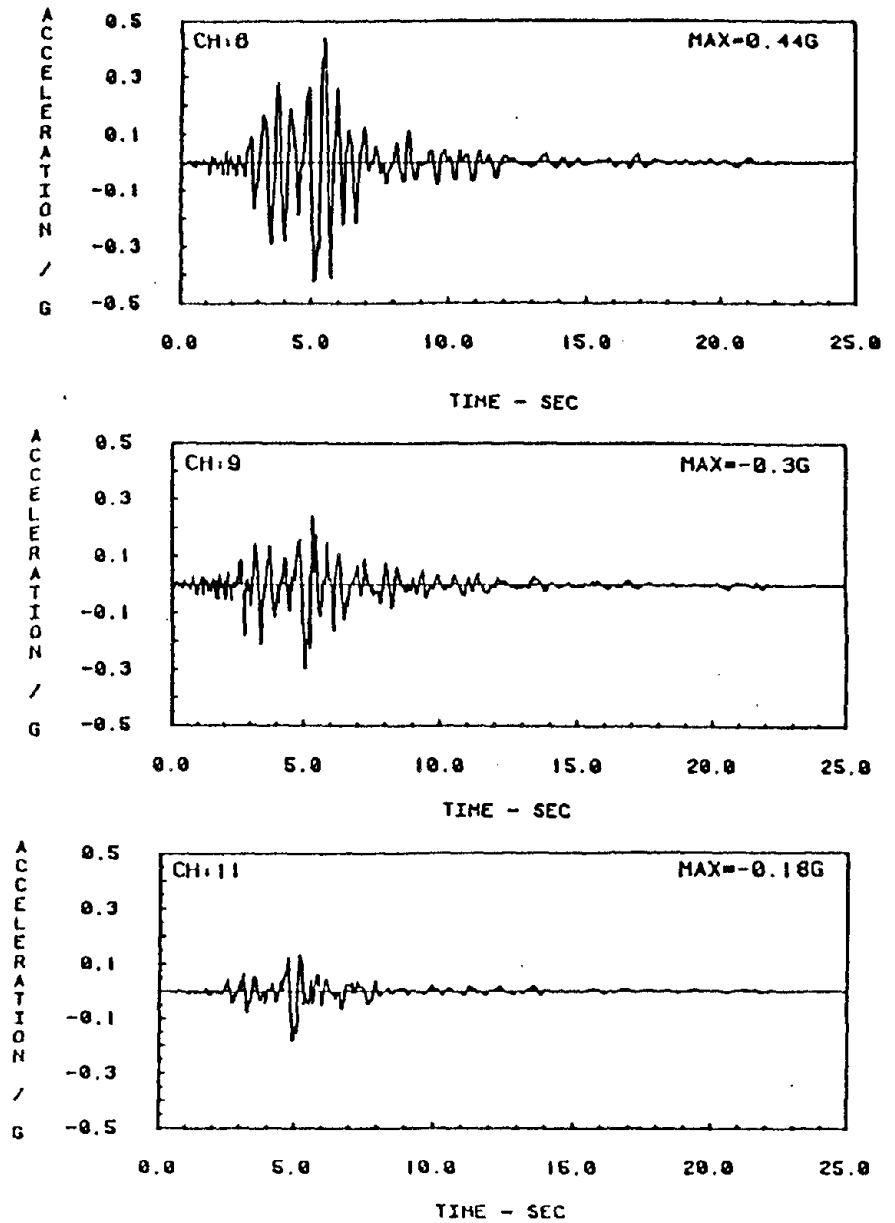 ACCELERATION / G
CH:8
MAX=0.44G
0.5
0.3
0.1
-0.1
-0.3
-0.5
0.0 5.0 10.0 15.0 20.0 25.0
TIME - SEC
ACCELERATION / G
CH:9
MAX=-0.3G
0.5
0.3
0.1
-0.1
-0.3
-0.5
0.0 5.0 10.0 15.0 20.0 25.0
TIME - SEC
ACCELERATION / G
CH:11
MAX=-0.18G
0.5
0.3
0.1
-0.1
-0.3
-0.5
0.0 5.0 10.0 15.0 20.0 25.0
TIME - SEC